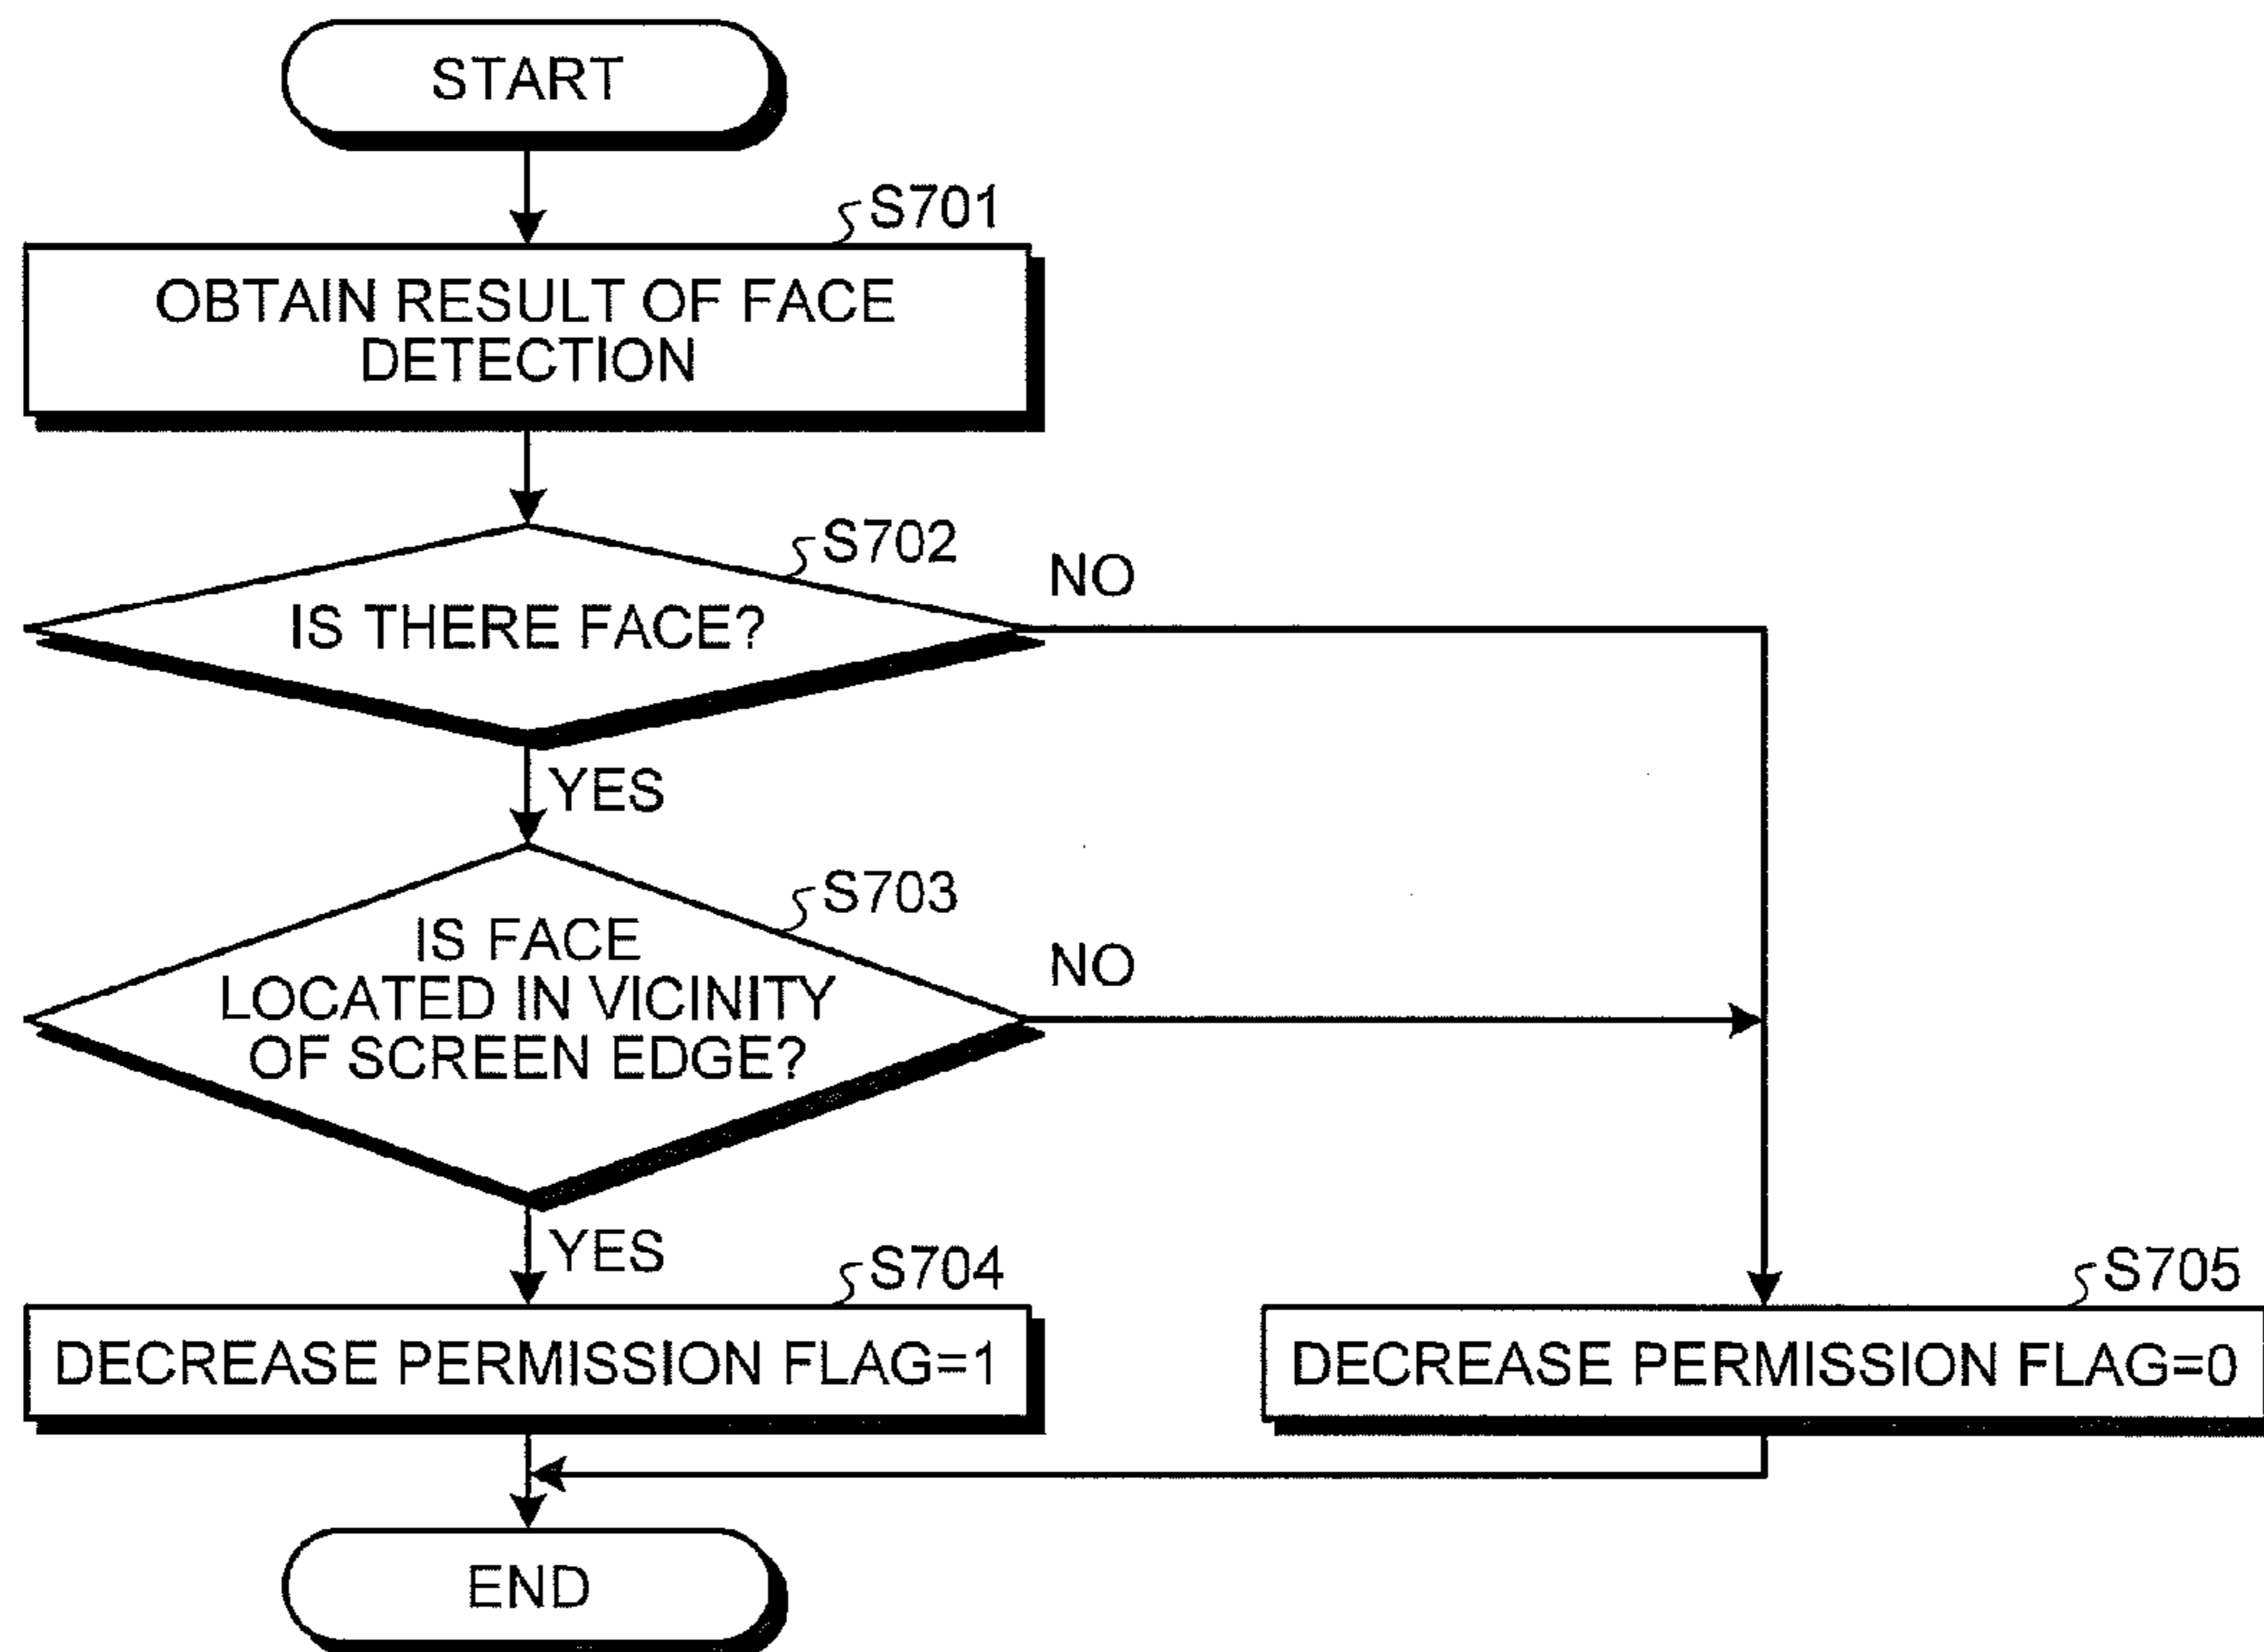 START
S701
OBTAIN RESULT OF FACE
DETECTION
S702
NO
IS THERE FACE?
YES
S703
IS FACE
LOCATED IN VICINITY
OF SCREEN EDGE?
NO
YES
S704
DECREASE PERMISSION FLAG=1
S705
DECREASE PERMISSION FLAG=0
END